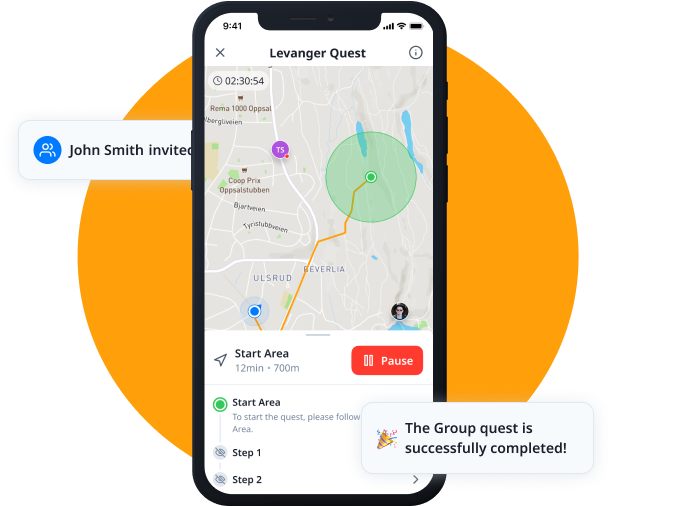 9:41
Levanger Quest
02:30:54
Rema 1000 Oppsal
lbergliveien
John Smith invited
TS
Coop Prix
Oppsalstubben
Bjartveien
Tyristubbveien
ULSRUD
BEVERLIA
Start Area
12min • 700m
Pause
Start Area
To start the quest, please follow
Area.
The Group quest is
successfully completed!
Step 1
Step 2